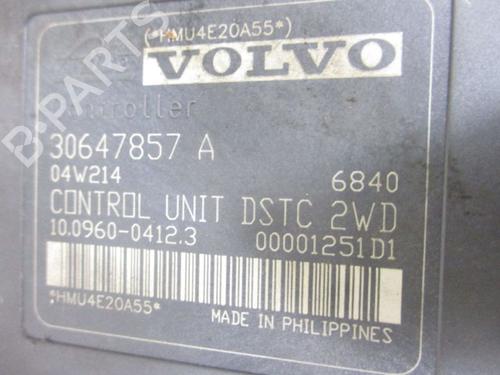 (*HMU4E20A55*)
VOLVO
30647857 A
04W214 6840
CONTROL UNIT DSTC 2WD
10.0960-0412.3 00001251D1
*HMU4E20A55*
MADE IN PHILIPPINES
B-PARTS